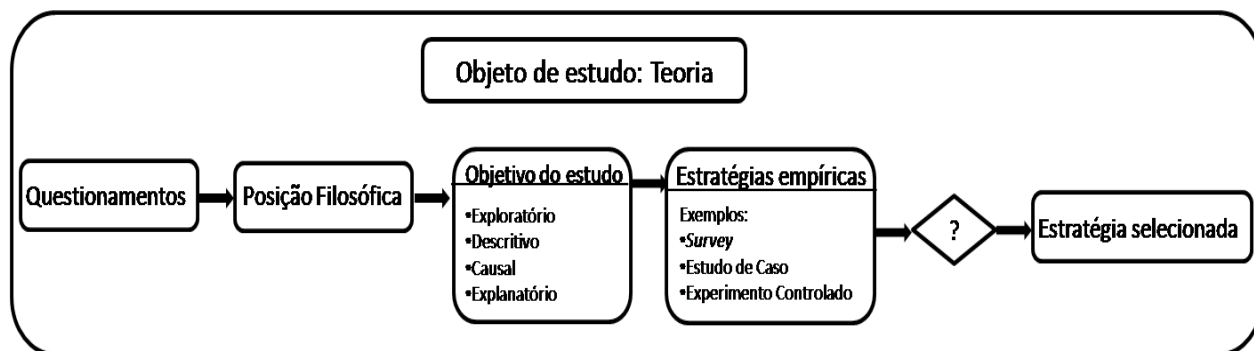 Objeto de estudo: Teoria
Questionamentos
Posição Filosófica
Objetivo do estudo
•Exploratório
•Descritivo
•Causal
•Explanatório
Estratégias empíricas
Exemplos:
•Survey
•Estudo de Caso
•Experimento Controlado
?
Estratégia selecionada